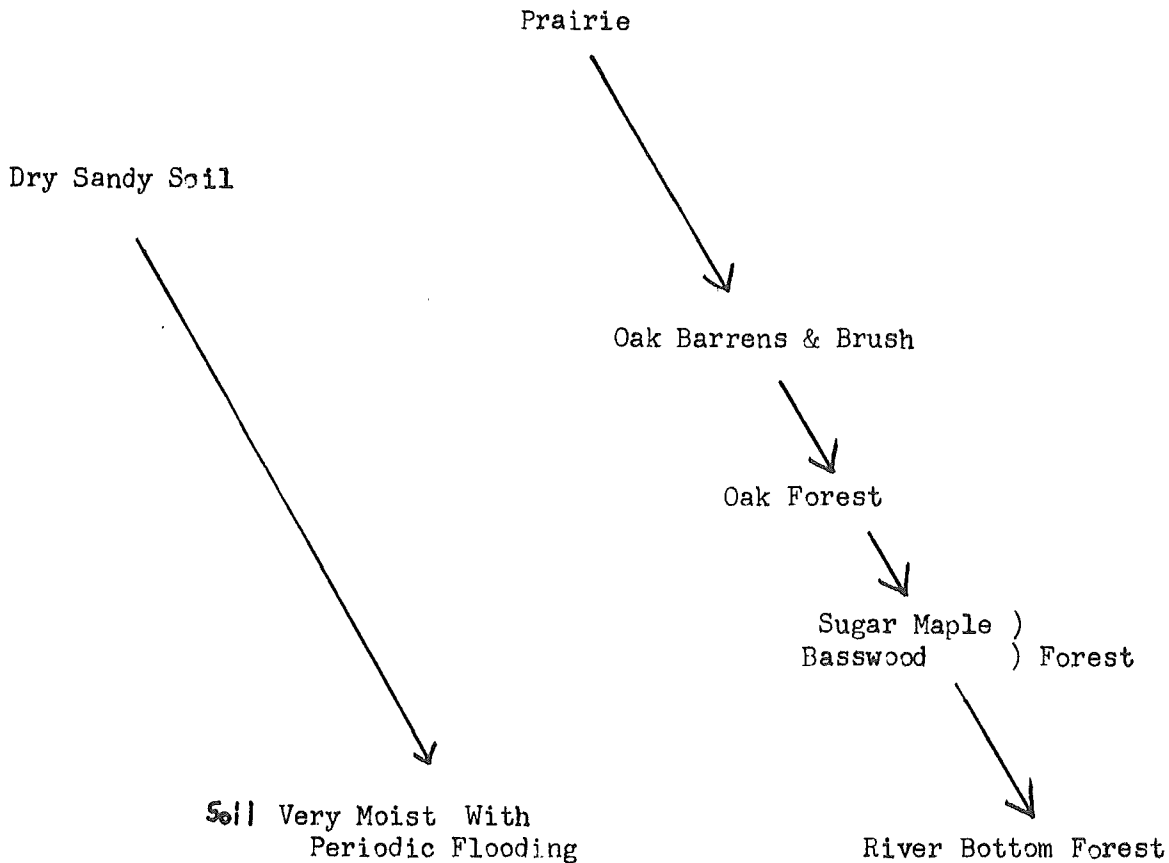 Prairie
Dry Sandy Soil
Oak Barrens & Brush
Oak Forest
Sugar Maple )
Basswood ) Forest
Soil Very Moist With
Periodic Flooding
River Bottom Forest